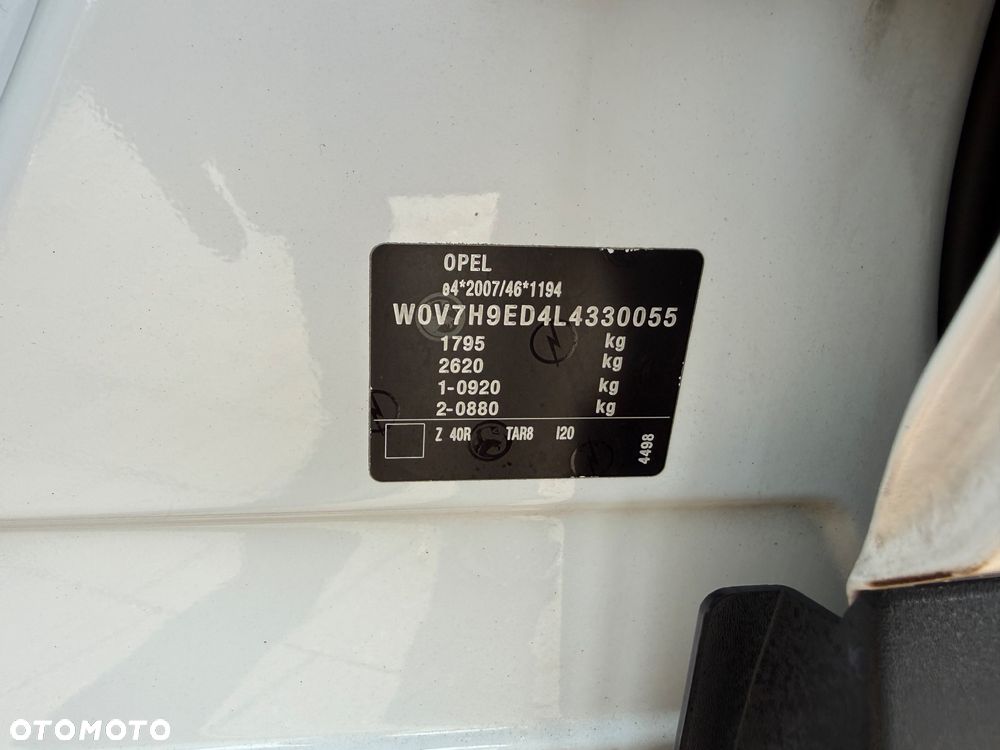 OPEL
e4*2007/46*1194
W0V7H9ED4L4330055
1795 kg
2620 kg
1-0920 kg
2-0880 kg
Z 40R TAR8 I20
4498
OTOMOTO